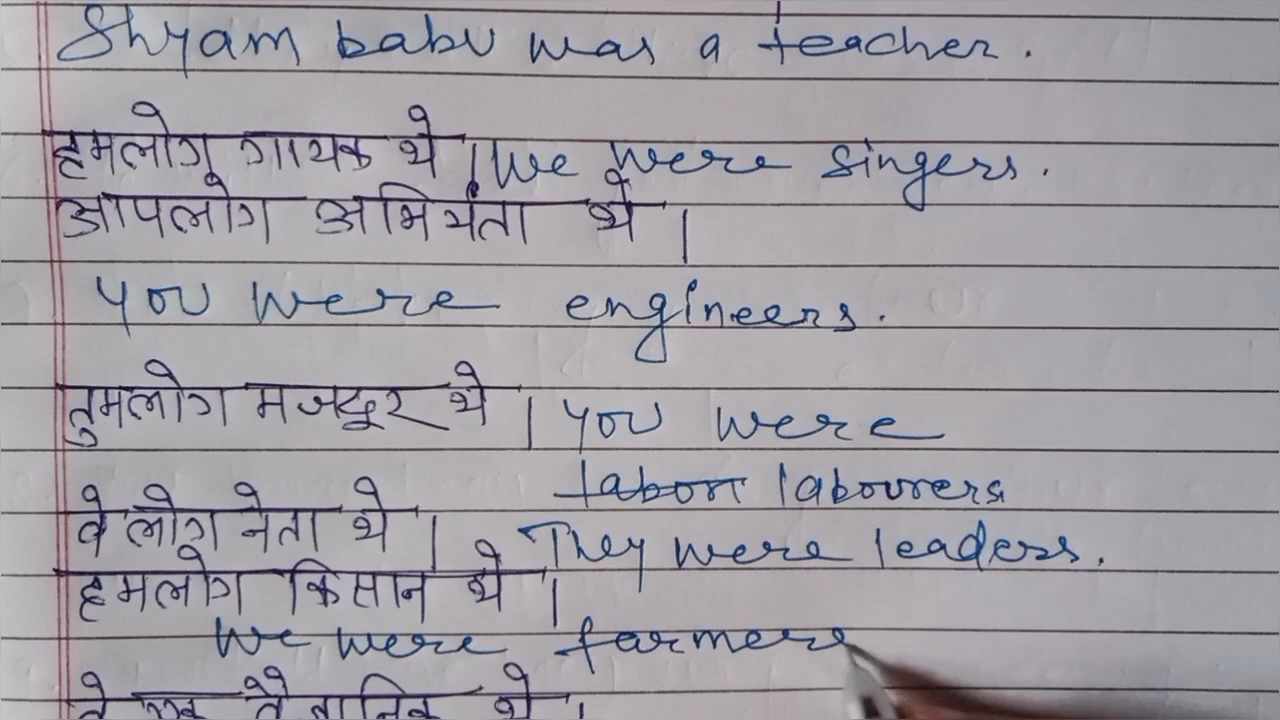 Shyam babu was a teacher.
हमलोग गायक थे । We were singers.
आपलोग अभियंता थे ।
You were engineers.
तुमलोग मजदूर थे । You were
labor labourers
वे लोग नेता थे । They were leaders.
हमलोग किसान थे ।
We were farmers
वैज्ञानिक थे ।